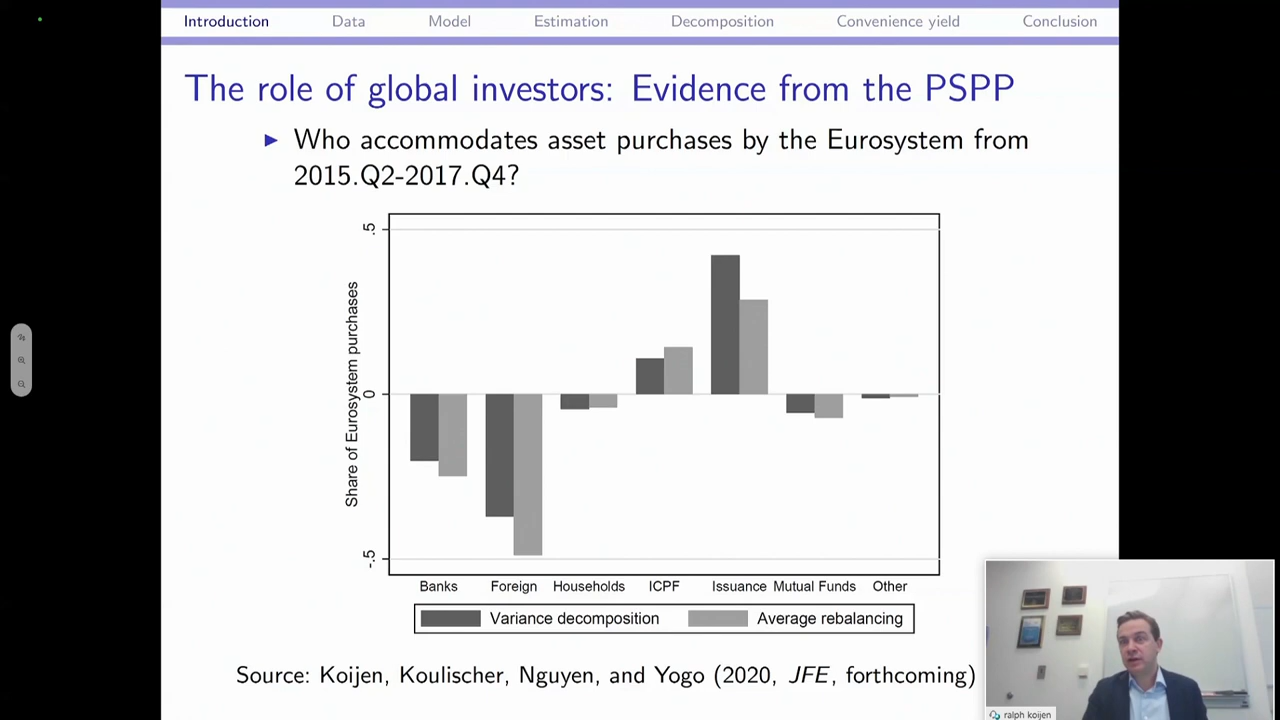 Introduction Data Model Estimation Decomposition Convenience yield Conclusion
The role of global investors: Evidence from the PSPP
Who accommodates asset purchases by the Eurosystem from
2015.Q2-2017.Q4?
Share of Eurosystem purchases
.5
0
-.5
Banks Foreign Households ICPF Issuance Mutual Funds Other
Variance decomposition Average rebalancing
Source: Koijen, Koulischer, Nguyen, and Yogo (2020, JFE, forthcoming)
ralph koijen